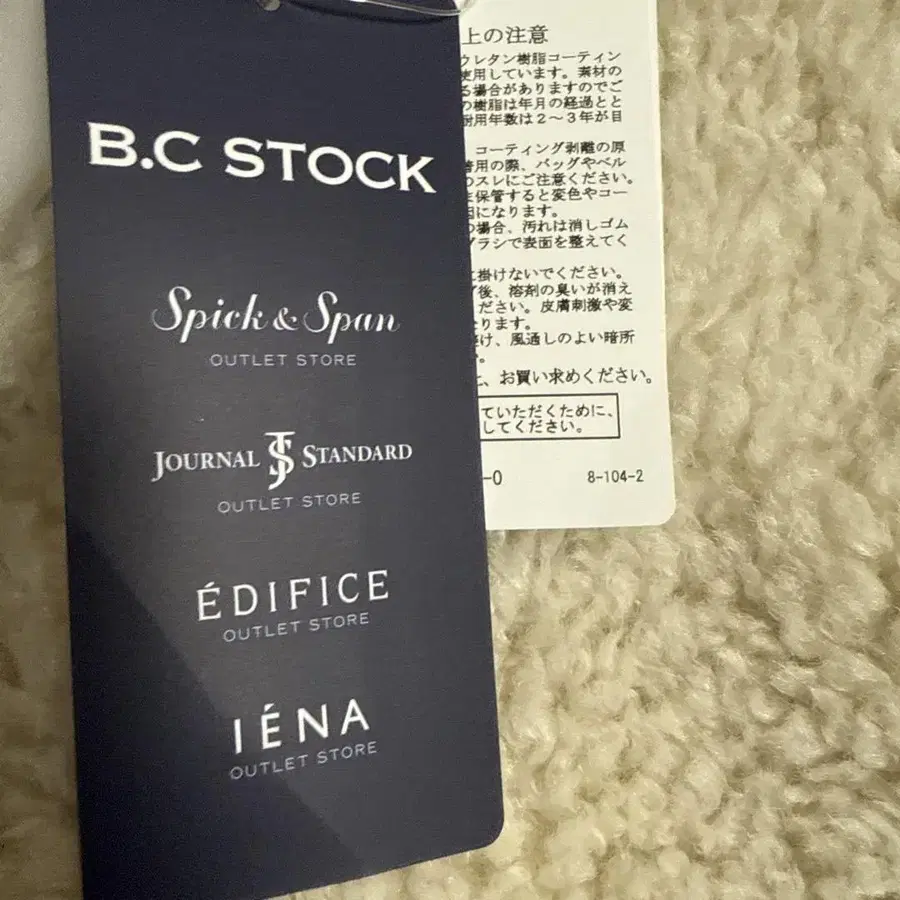 B.C STOCK
Spick & Span
OUTLET STORE
JOURNAL JS STANDARD
OUTLET STORE
ÉDIFICE
OUTLET STORE
IÉNA
OUTLET STORE
上の注意
ウレタン樹脂コーティン
使用しています。素材の
る場合がありますのでご
の樹脂は年月の経過とと
耐用年数は2〜3年が目
コーティング剥離の原
着用の際、バッグやベル
のスレにご注意ください。
保管すると変色やコー
因になります。
の場合、汚れは消しゴム
ブラシで表面を整えてく
に掛けないでください。
後、溶剤の臭いが消え
ださい。皮膚刺激や変
ります。
け、風通しのよい暗所
。
上、お買い求めください。
ていただくために、
してください。
-0 8-104-2